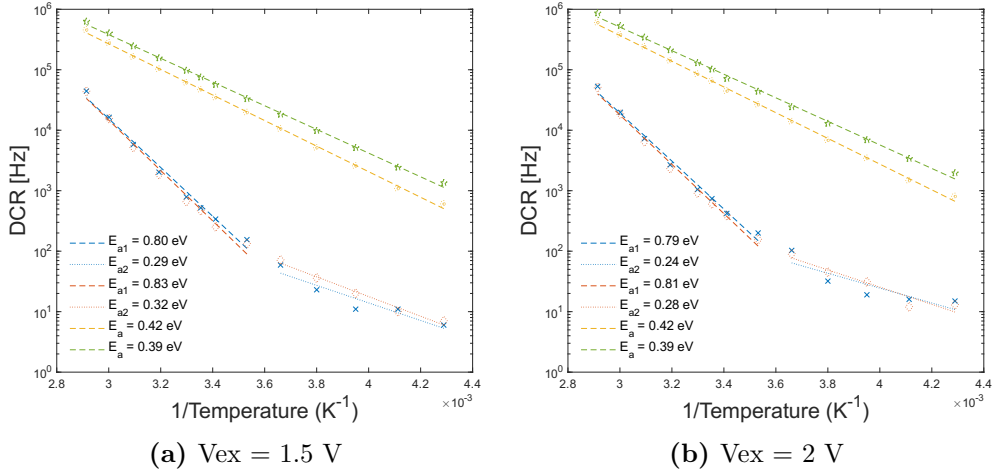 10^6
10^5
10^4
10^3
10^2
10^1
10^0
DCR [Hz]
E_a1 = 0.80 eV
E_a2 = 0.29 eV
E_a1 = 0.83 eV
E_a2 = 0.32 eV
E_a = 0.42 eV
E_a = 0.39 eV
2.8 3 3.2 3.4 3.6 3.8 4 4.2 4.4
1/Temperature (K^-1)
×10^-3
(a) Vex = 1.5 V
10^6
10^5
10^4
10^3
10^2
10^1
10^0
DCR [Hz]
E_a1 = 0.79 eV
E_a2 = 0.24 eV
E_a1 = 0.81 eV
E_a2 = 0.28 eV
E_a = 0.42 eV
E_a = 0.39 eV
2.8 3 3.2 3.4 3.6 3.8 4 4.2 4.4
1/Temperature (K^-1)
×10^-3
(b) Vex = 2 V